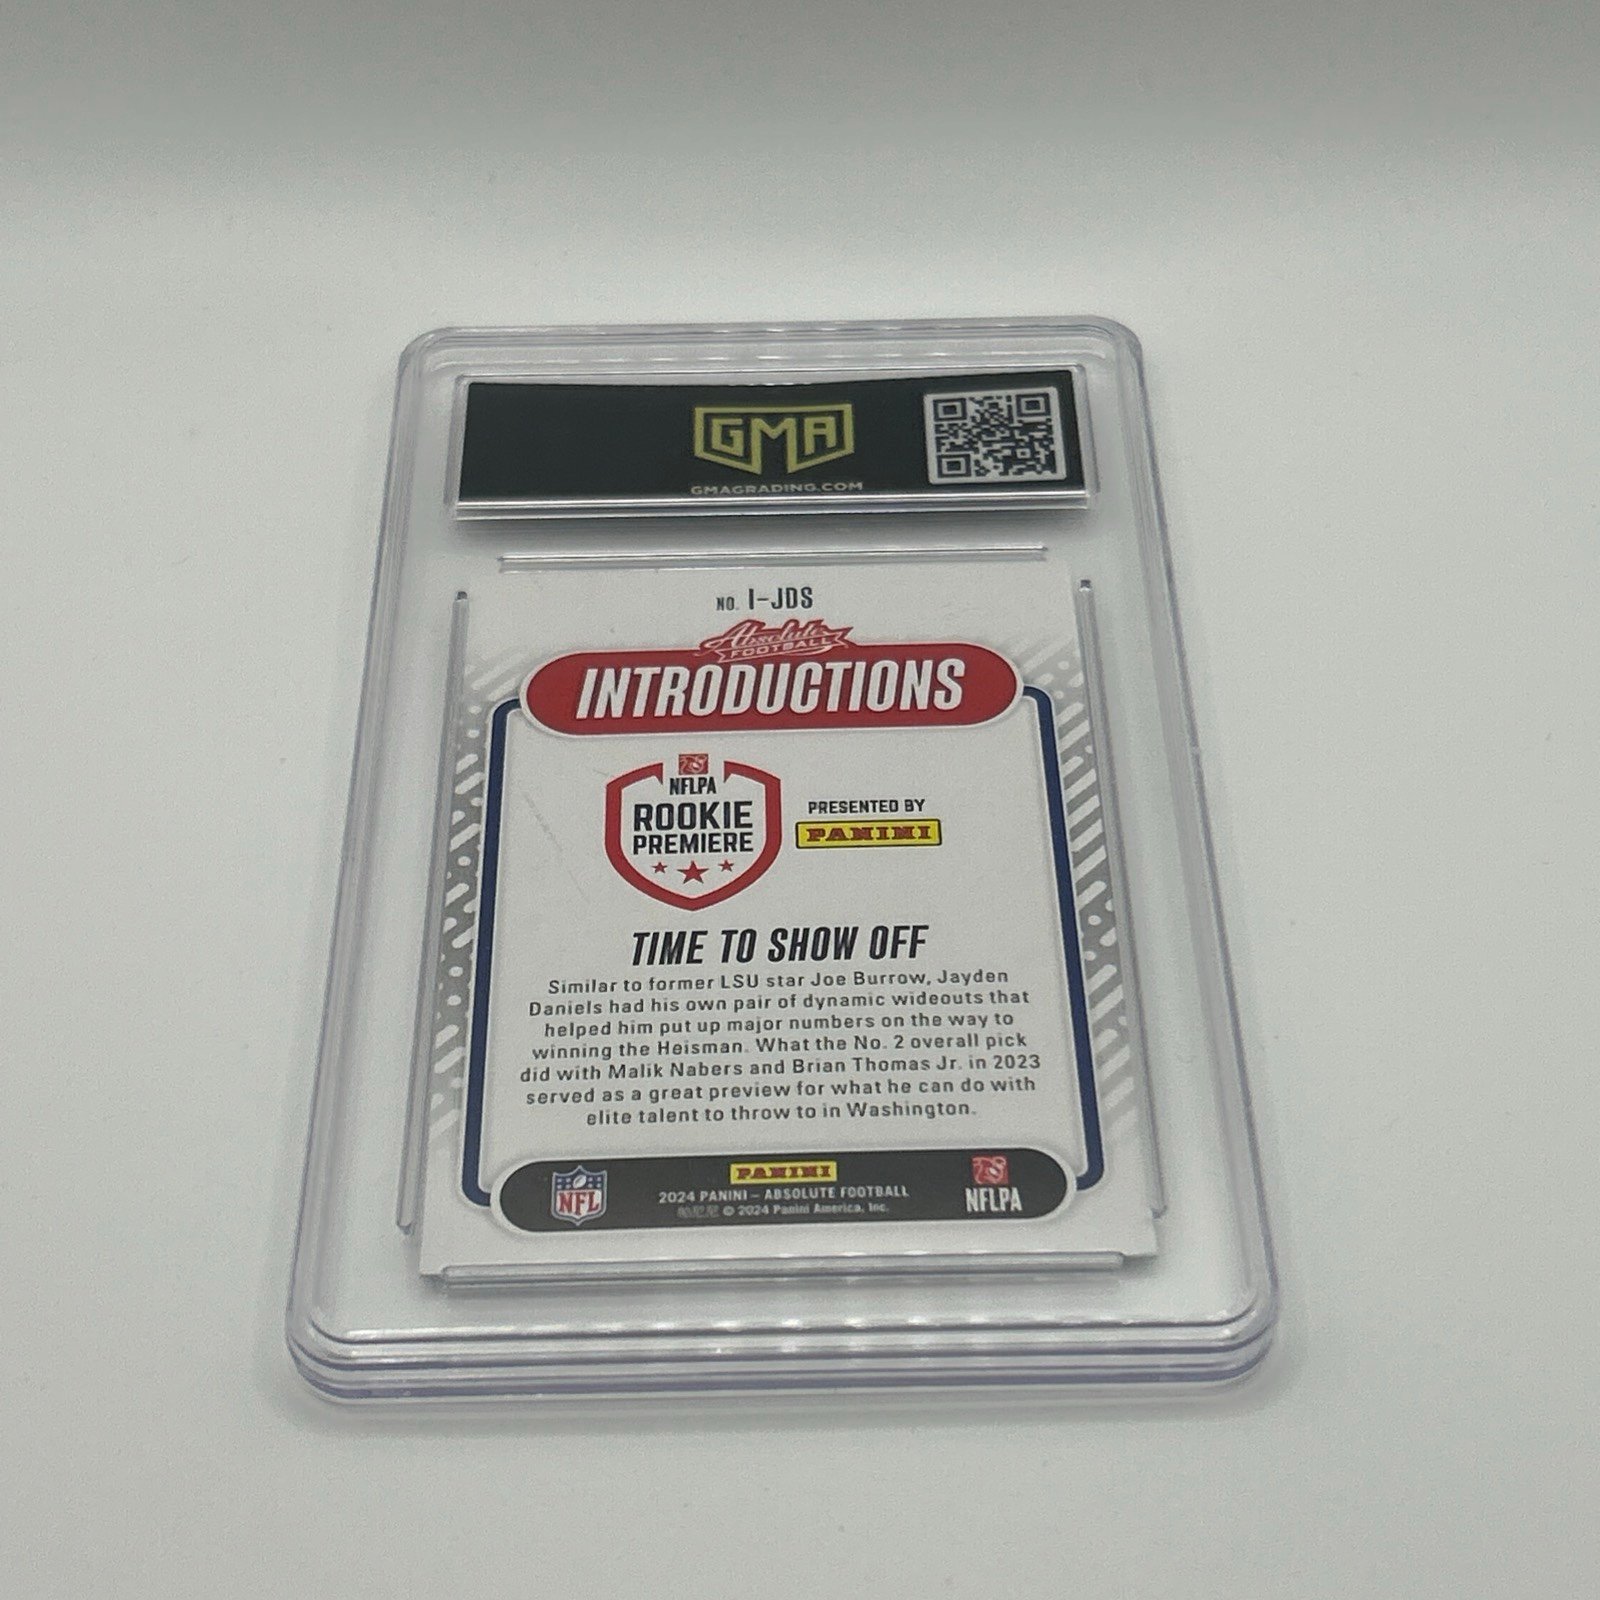 GMA
GMAGRADING.COM
NO. I-JDS
Absolute
FOOTBALL
INTRODUCTIONS
NFLPA
ROOKIE
PREMIERE
PRESENTED BY
PANINI
TIME TO SHOW OFF
Similar to former LSU star Joe Burrow, Jayden
Daniels had his own pair of dynamic wideouts that
helped him put up major numbers on the way to
winning the Heisman. What the No. 2 overall pick
did with Malik Nabers and Brian Thomas Jr. in 2023
served as a great preview for what he can do with
elite talent to throw to in Washington.
NFL
PANINI
2024 PANINI – ABSOLUTE FOOTBALL
© 2024 Panini America, Inc.
NFLPA